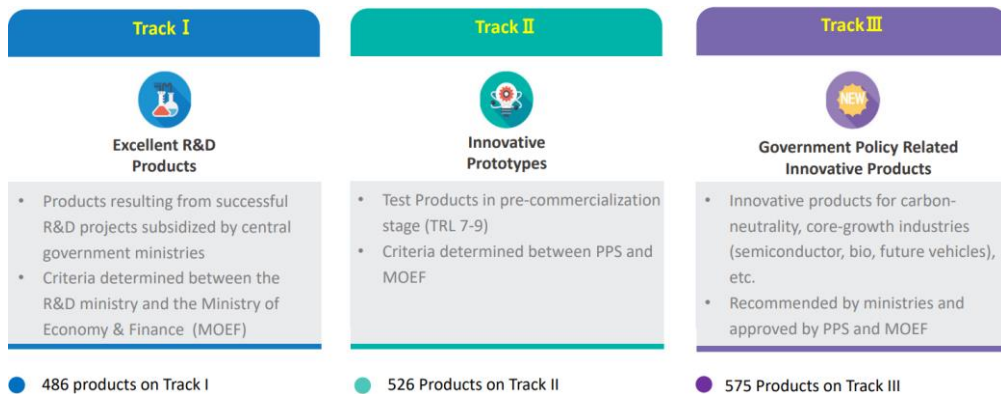 Track Ⅰ
Excellent R&D
Products
• Products resulting from successful
R&D projects subsidized by central
government ministries
• Criteria determined between the
R&D ministry and the Ministry of
Economy & Finance (MOEF)
486 products on Track I
Track Ⅱ
Innovative
Prototypes
• Test Products in pre-commercialization
stage (TRL 7-9)
• Criteria determined between PPS and
MOEF
526 Products on Track II
Track Ⅲ
NEW
Government Policy Related
Innovative Products
• Innovative products for carbon-
neutrality, core-growth industries
(semiconductor, bio, future vehicles),
etc.
• Recommended by ministries and
approved by PPS and MOEF
575 Products on Track III